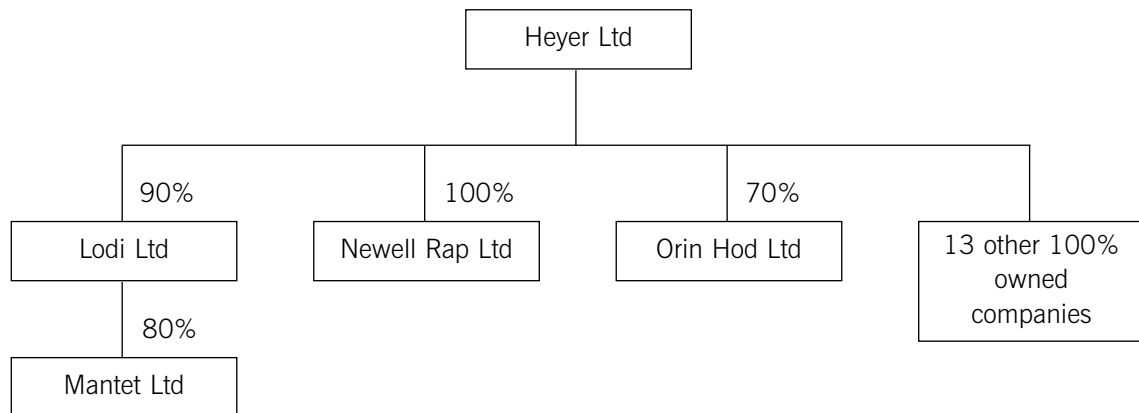 Heyer Ltd
90%
100%
70%
Lodi Ltd
Newell Rap Ltd
Orin Hod Ltd
13 other 100%
owned
companies
80%
Mantet Ltd